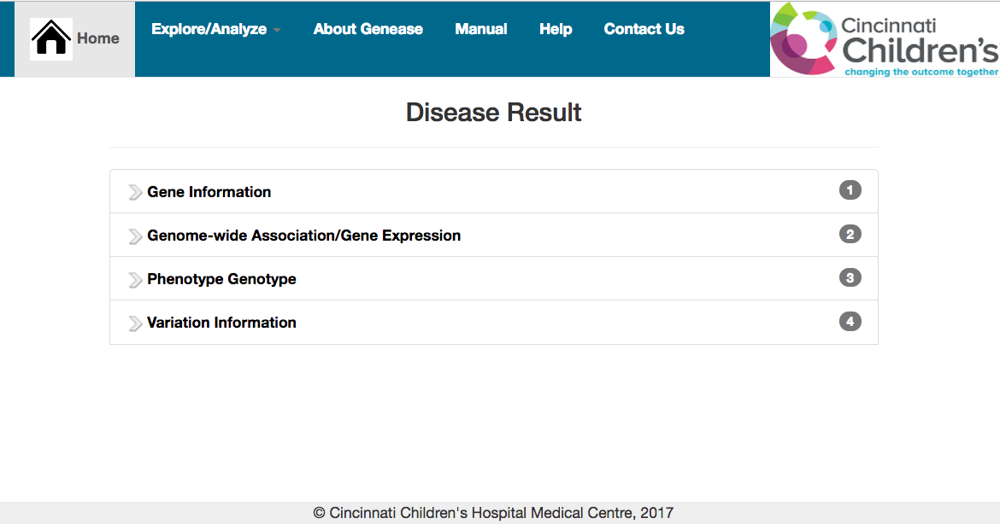 Home
Explore/Analyze
About Genease
Manual
Help
Contact Us
Cincinnati
Children's
changing the outcome together
Disease Result
Gene Information 1
Genome-wide Association/Gene Expression 2
Phenotype Genotype 3
Variation Information 4
© Cincinnati Children's Hospital Medical Centre, 2017